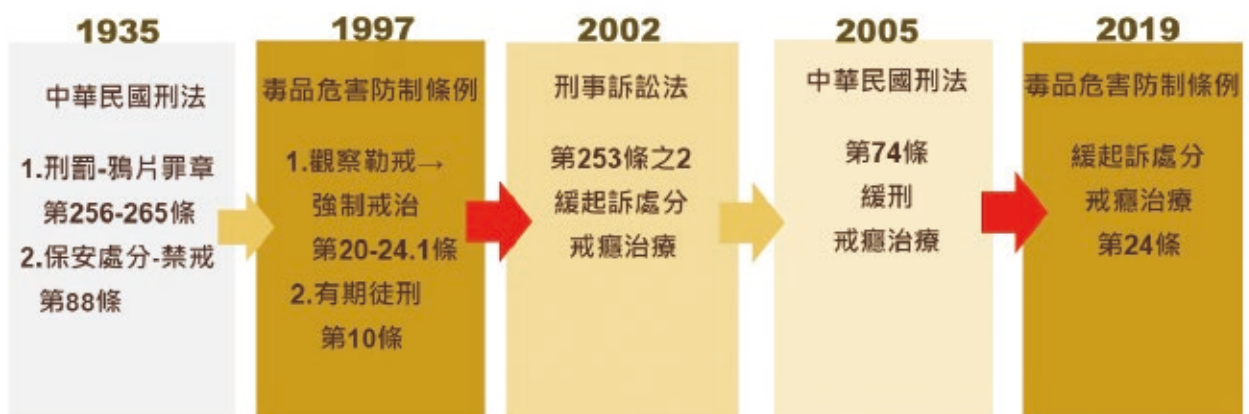 1935
中華民國刑法
1.刑罰-鴉片罪章
第256-265條
2.保安處分-禁戒
第88條
1997
毒品危害防制條例
1.觀察勒戒→
強制戒治
第20-24.1條
2.有期徒刑
第10條
2002
刑事訴訟法
第253條之2
緩起訴處分
戒癮治療
2005
中華民國刑法
第74條
緩刑
戒癮治療
2019
毒品危害防制條例
緩起訴處分
戒癮治療
第24條